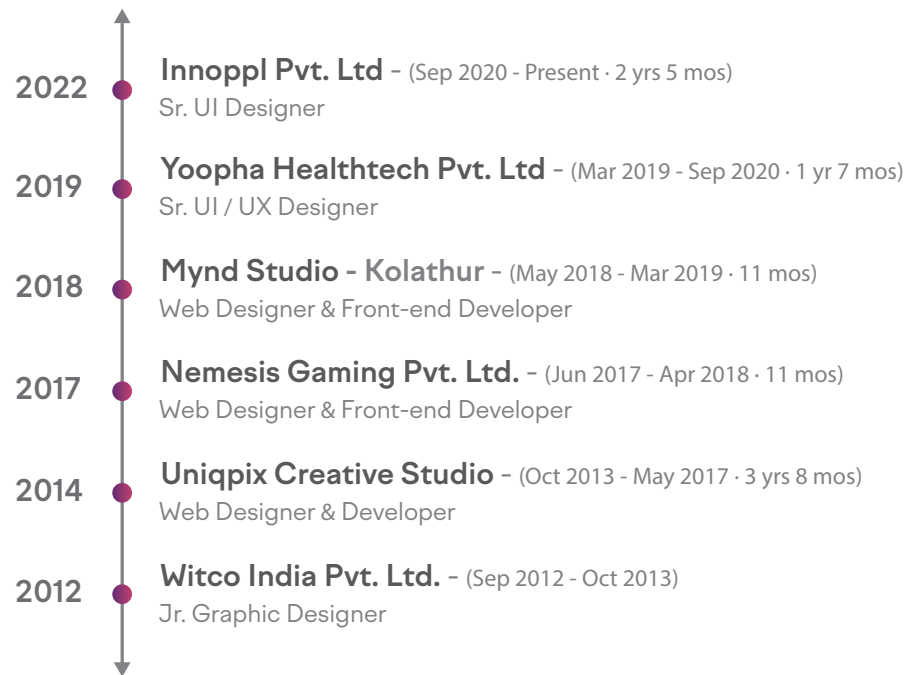 2022
Innoppl Pvt. Ltd - (Sep 2020 - Present · 2 yrs 5 mos)
Sr. UI Designer
2019
Yoopha Healthtech Pvt. Ltd - (Mar 2019 - Sep 2020 · 1 yr 7 mos)
Sr. UI / UX Designer
2018
Mynd Studio - Kolathur - (May 2018 - Mar 2019 · 11 mos)
Web Designer & Front-end Developer
2017
Nemesis Gaming Pvt. Ltd. - (Jun 2017 - Apr 2018 · 11 mos)
Web Designer & Front-end Developer
2014
Uniqpix Creative Studio - (Oct 2013 - May 2017 · 3 yrs 8 mos)
Web Designer & Developer
2012
Witco India Pvt. Ltd. - (Sep 2012 - Oct 2013)
Jr. Graphic Designer